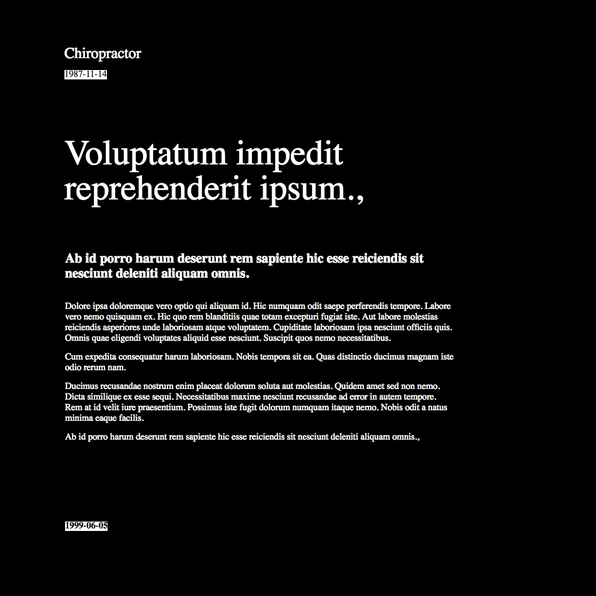 Chiropractor
1987-11-14
Voluptatum impedit
reprehenderit ipsum.,
Ab id porro harum deserunt rem sapiente hic esse reiciendis sit
nesciunt deleniti aliquam omnis.
Dolore ipsa doloremque vero optio qui aliquam id. Hic numquam odit saepe perferendis tempore. Labore
vero nemo quisquam ex. Hic quo rem blanditiis quae totam excepturi fugiat iste. Aut labore molestias
reiciendis asperiores unde laboriosam atque voluptatem. Cupiditate laboriosam ipsa nesciunt officiis quis.
Omnis quae eligendi voluptates aliquid esse nesciunt. Suscipit quos nemo necessitatibus.
Cum expedita consequatur harum laboriosam. Nobis tempora sit ea. Quas distinctio ducimus magnam iste
odio rerum nam.
Ducimus recusandae nostrum enim placeat dolorum soluta aut molestias. Quidem amet sed non nemo.
Dicta similique ex esse sequi. Necessitatibus maxime nesciunt recusandae ad error in autem tempore.
Rem at id velit iure praesentium. Possimus iste fugit dolorum numquam itaque nemo. Nobis odit a natus
minima eaque facilis.
Ab id porro harum deserunt rem sapiente hic esse reiciendis sit nesciunt deleniti aliquam omnis.,
1999-06-05